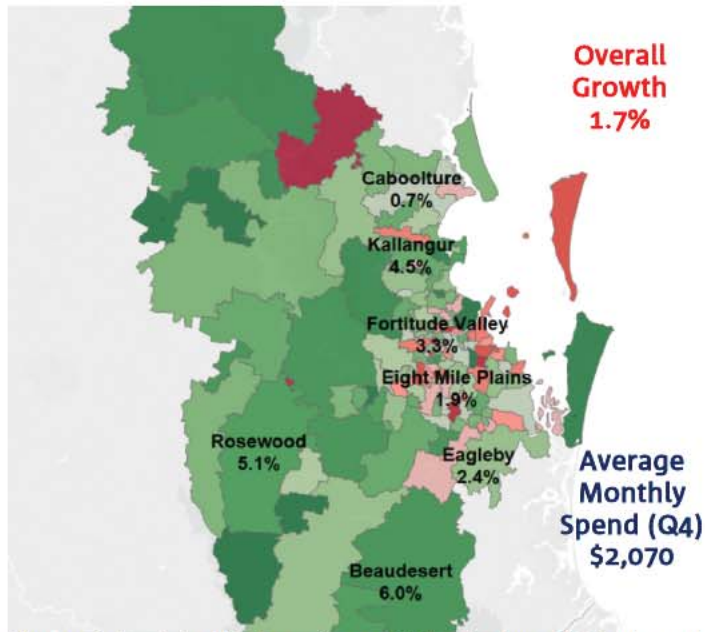 Overall
Growth
1.7%
Caboolture
0.7%
Kallangur
4.5%
Fortitude Valley
3.3%
Eight Mile Plains
1.9%
Rosewood
5.1%
Eagleby
2.4%
Average
Monthly
Spend (Q4)
$2,070
Beaudesert
6.0%